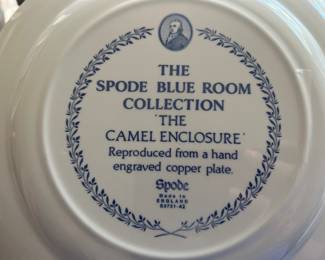 THE
SPODE BLUE ROOM
COLLECTION
'THE
CAMEL ENCLOSURE'
Reproduced from a hand
engraved copper plate.
Spode
Made in
ENGLAND